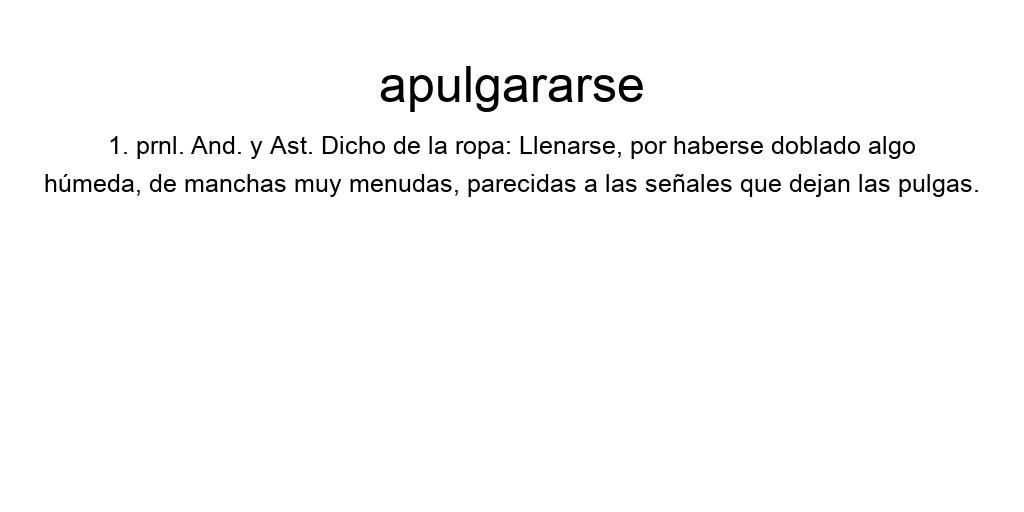 apulgararse
1. prnl. And. y Ast. Dicho de la ropa: Llenarse, por haberse doblado algo
húmeda, de manchas muy menudas, parecidas a las señales que dejan las pulgas.